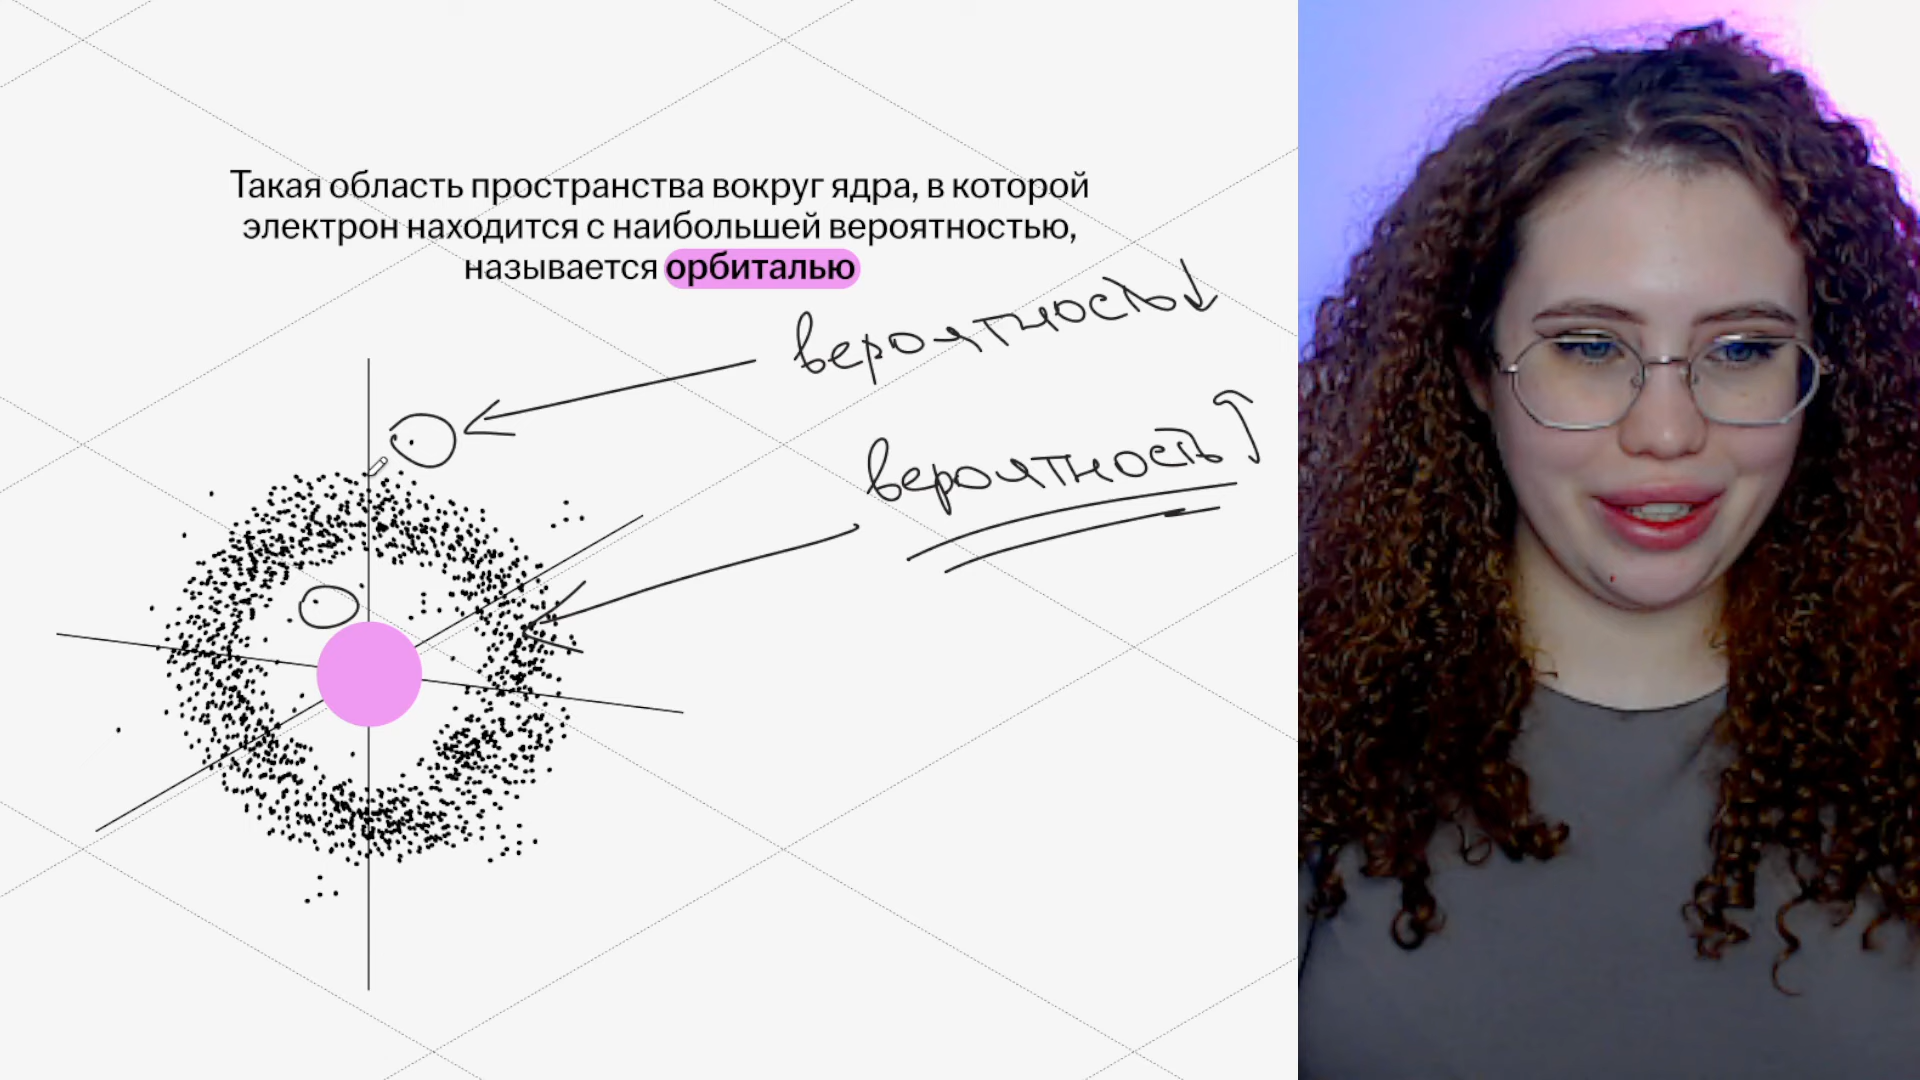 Такая область пространства вокруг ядра, в которой
электрон находится с наибольшей вероятностью,
называется орбиталью
вероятность↓
вероятность↑